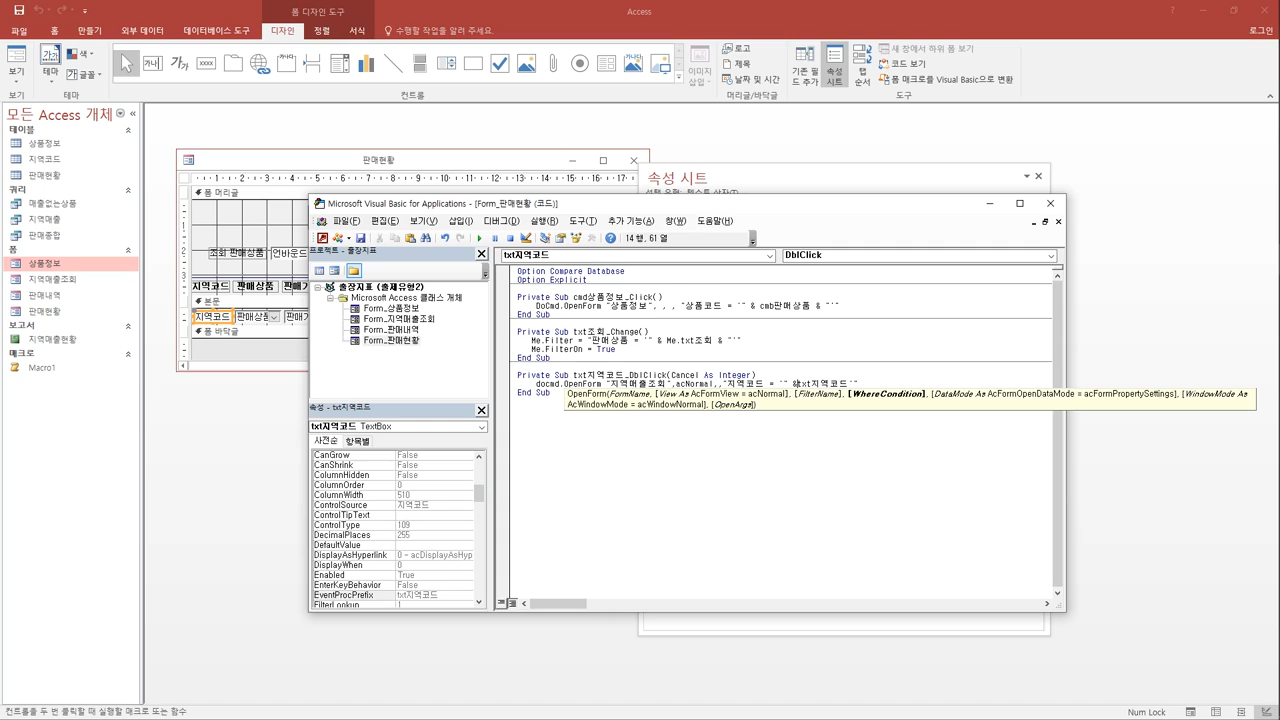 폼 디자인 도구
Access
파일
홈
만들기
외부 데이터
데이터베이스 도구
디자인
정렬
서식
수행할 작업을 알려 주세요.
로그인
보기
테마
색
글꼴
이미지
삽입
로고
제목
날짜 및 시간
기존 필
드 추가
속성
시트
탭
순서
새 창에서 하위 폼 보기
코드 보기
폼 매크로를 Visual Basic으로 변환
보기
테마
컨트롤
머리글/바닥글
도구
모든 Access 개체
테이블
상품정보
지역코드
판매현황
쿼리
매출없는상품
지역매출
판매종합
폼
상품정보
지역매출조회
판매내역
판매현황
보고서
지역매출현황
매크로
Macro1
판매현황
폼 머리글
조회 판매상품
언바운드
지역코드
판매상품
본문
지역코드
판매상품
폼 바닥글
속성 시트
Microsoft Visual Basic for Applications - [Form_판매현황 (코드)]
파일(F) 편집(E) 보기(V) 삽입(I) 디버그(D) 실행(R) 도구(T) 추가 기능(A) 창(W) 도움말(H)
14 행, 61 열
프로젝트 - 출장지표
출장지표 (출제유형2)
Microsoft Access 클래스 개체
Form_상품정보
Form_지역매출조회
Form_판매내역
Form_판매현황
속성 - txt지역코드
txt지역코드 TextBox
사전순 항목별
CanGrow False
CanShrink False
ColumnHidden False
ColumnOrder 0
ColumnWidth 510
ControlSource 지역코드
ControlTipText
ControlType 109
DecimalPlaces 255
DefaultValue
DisplayAsHyperlink 0 - acDisplayAsHyp
DisplayWhen 0
Enabled True
EnterKeyBehavior False
EventProcPrefix txt지역코드
FilterLookup 1
txt지역코드
DblClick
Option Compare Database
Option Explicit
Private Sub cmd상품정보_Click()
DoCmd.OpenForm "상품정보", , , "상품코드 = '" & cmb판매상품 & "'"
End Sub
Private Sub txt조회_Change()
Me.Filter = "판매상품 = '" & Me.txt조회 & "'"
Me.FilterOn = True
End Sub
Private Sub txt지역코드_DblClick(Cancel As Integer)
docmd.OpenForm "지역매출조회",acNormal,,"지역코드 = '" &txt지역코드'"
End Sub
OpenForm(FormName, [View As AcFormView = acNormal], [FilterName], [WhereCondition], [DataMode As AcFormOpenDataMode = acFormPropertySettings], [WindowMode As
AcWindowMode = acWindowNormal], [OpenArgs])
컨트롤을 두 번 클릭할 때 실행할 매크로 또는 함수
Num Lock